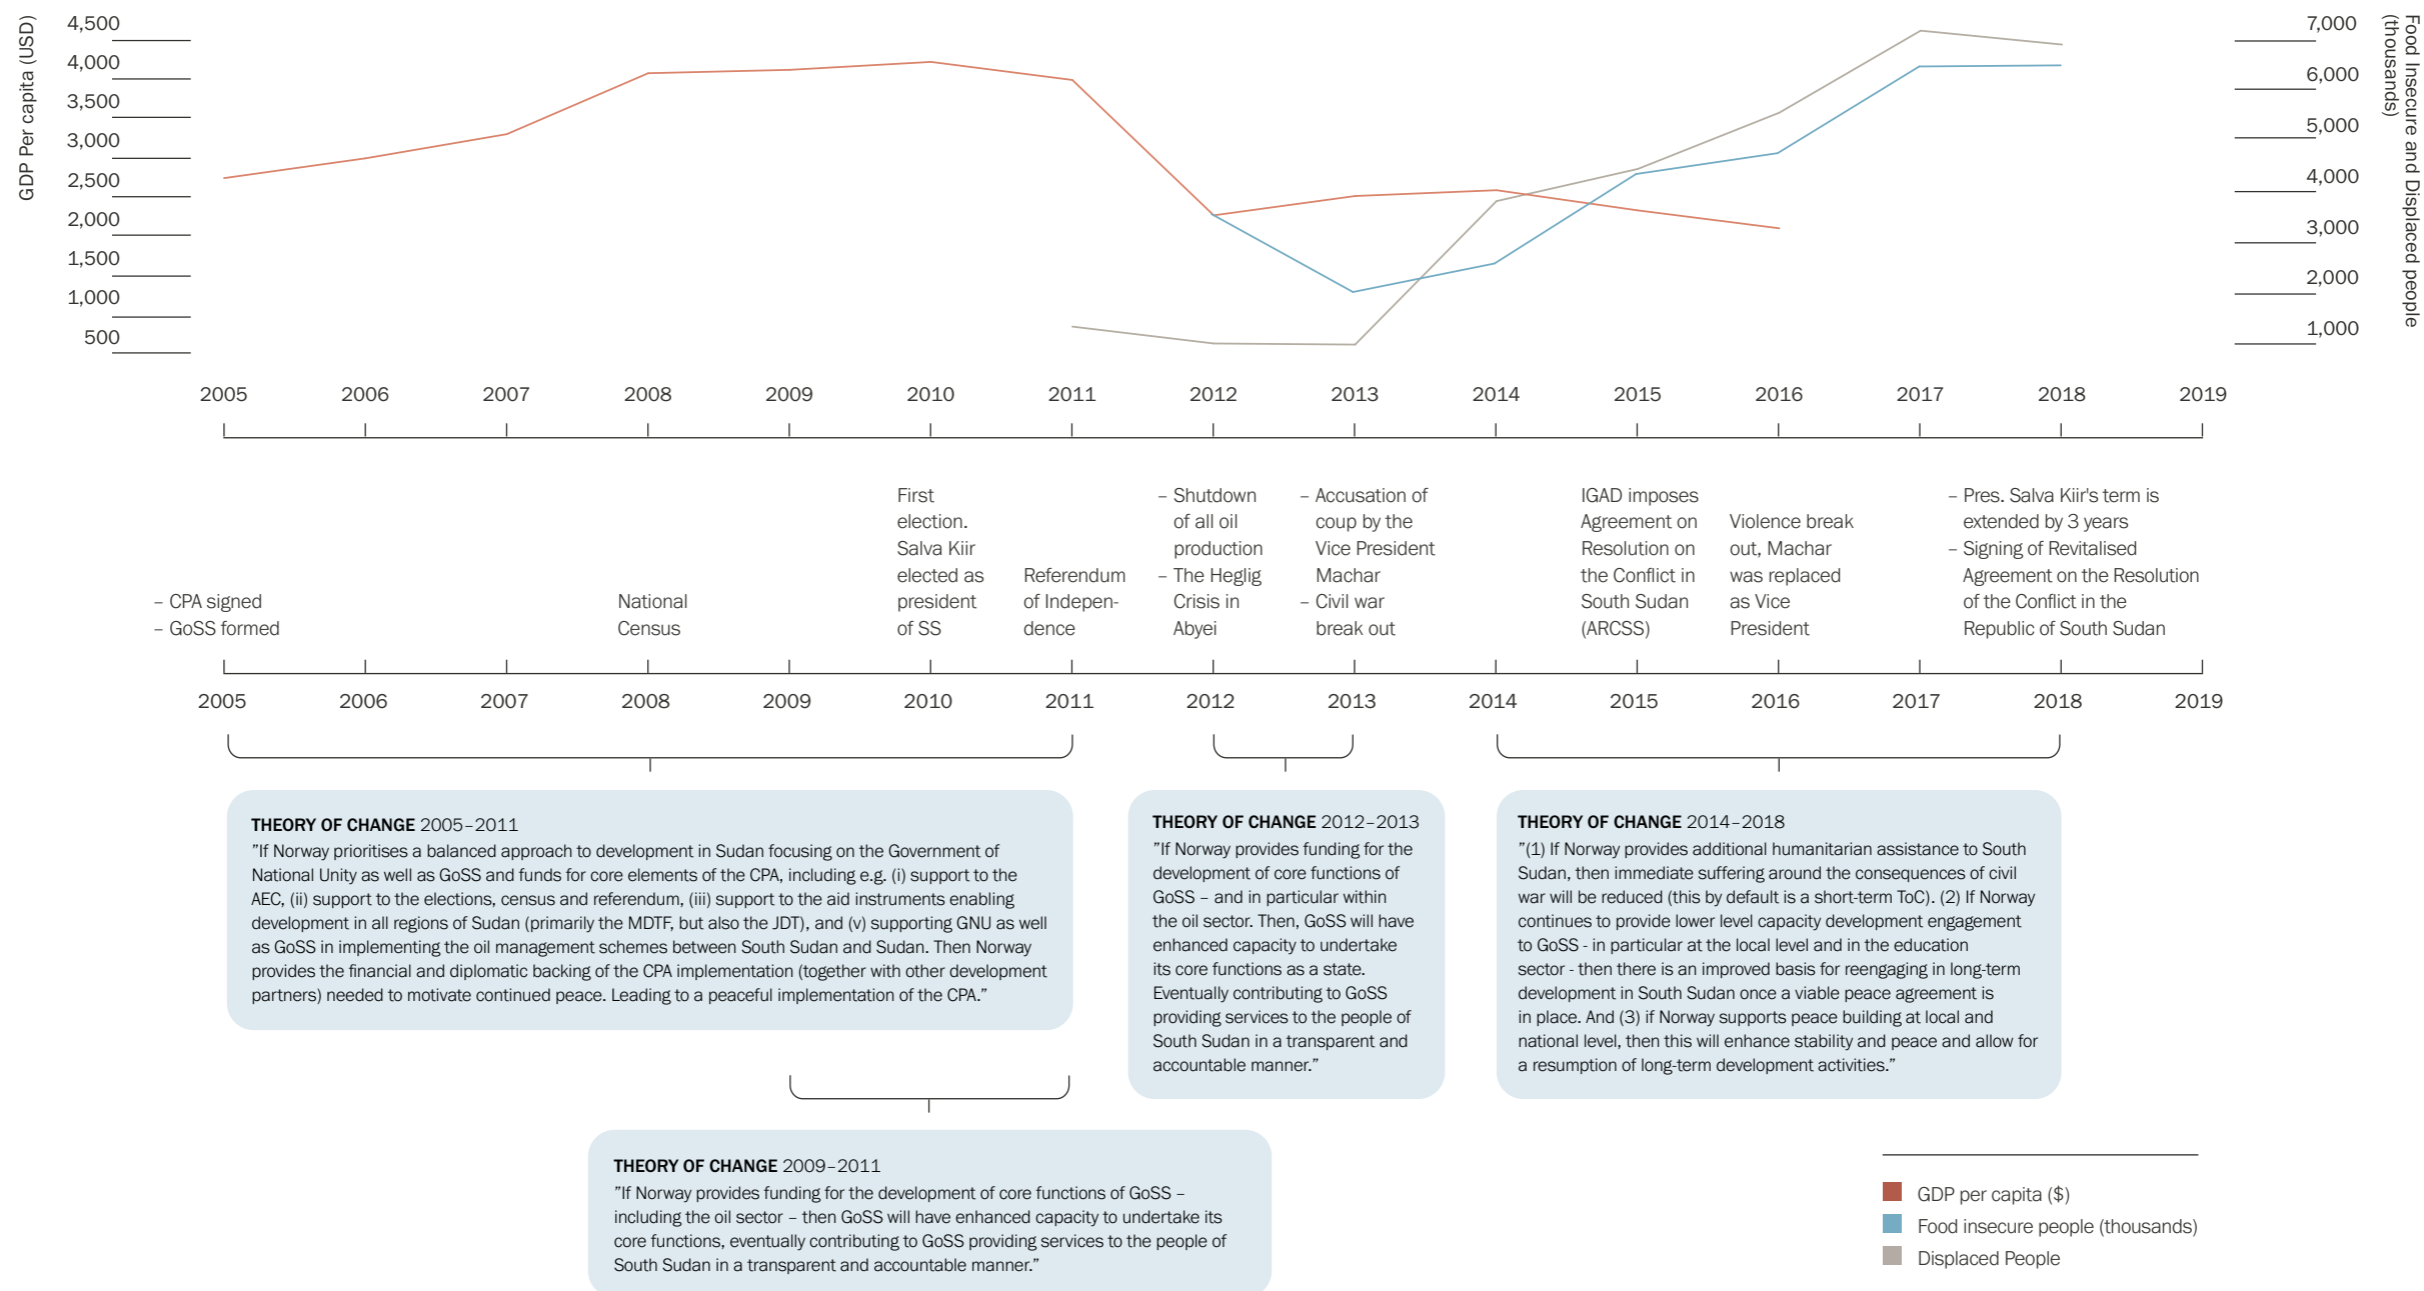 GDP Per capita (USD)
4,500
4,000
3,500
3,000
2,500
2,000
1,500
1,000
500
7,000
6,000
5,000
4,000
3,000
2,000
1,000
Food Insecure and Displaced people
(thousands)
2005 2006 2007 2008 2009 2010 2011 2012 2013 2014 2015 2016 2017 2018 2019
– CPA signed
– GoSS formed
National
Census
First
election.
Salva Kiir
elected as
president
of SS
Referendum
of Indepen-
dence
– Shutdown
of all oil
production
– The Heglig
Crisis in
Abyei
– Accusation of
coup by the
Vice President
Machar
– Civil war
break out
IGAD imposes
Agreement on
Resolution on
the Conflict in
South Sudan
(ARCSS)
Violence break
out, Machar
was replaced
as Vice
President
– Pres. Salva Kiir's term is
extended by 3 years
– Signing of Revitalised
Agreement on the Resolution
of the Conflict in the
Republic of South Sudan
2005 2006 2007 2008 2009 2010 2011 2012 2013 2014 2015 2016 2017 2018 2019
THEORY OF CHANGE 2005–2011
”If Norway prioritises a balanced approach to development in Sudan focusing on the Government of
National Unity as well as GoSS and funds for core elements of the CPA, including e.g. (i) support to the
AEC, (ii) support to the elections, census and referendum, (iii) support to the aid instruments enabling
development in all regions of Sudan (primarily the MDTF, but also the JDT), and (v) supporting GNU as well
as GoSS in implementing the oil management schemes between South Sudan and Sudan. Then Norway
provides the financial and diplomatic backing of the CPA implementation (together with other development
partners) needed to motivate continued peace. Leading to a peaceful implementation of the CPA.”
THEORY OF CHANGE 2012–2013
”If Norway provides funding for the
development of core functions of
GoSS – and in particular within
the oil sector. Then, GoSS will have
enhanced capacity to undertake
its core functions as a state.
Eventually contributing to GoSS
providing services to the people of
South Sudan in a transparent and
accountable manner.”
THEORY OF CHANGE 2014–2018
”(1) If Norway provides additional humanitarian assistance to South
Sudan, then immediate suffering around the consequences of civil
war will be reduced (this by default is a short-term ToC). (2) If Norway
continues to provide lower level capacity development engagement
to GoSS - in particular at the local level and in the education
sector - then there is an improved basis for reengaging in long-term
development in South Sudan once a viable peace agreement is
in place. And (3) if Norway supports peace building at local and
national level, then this will enhance stability and peace and allow for
a resumption of long-term development activities.”
THEORY OF CHANGE 2009–2011
”If Norway provides funding for the development of core functions of GoSS –
including the oil sector – then GoSS will have enhanced capacity to undertake its
core functions, eventually contributing to GoSS providing services to the people of
South Sudan in a transparent and accountable manner.”
GDP per capita ($)
Food insecure people (thousands)
Displaced People